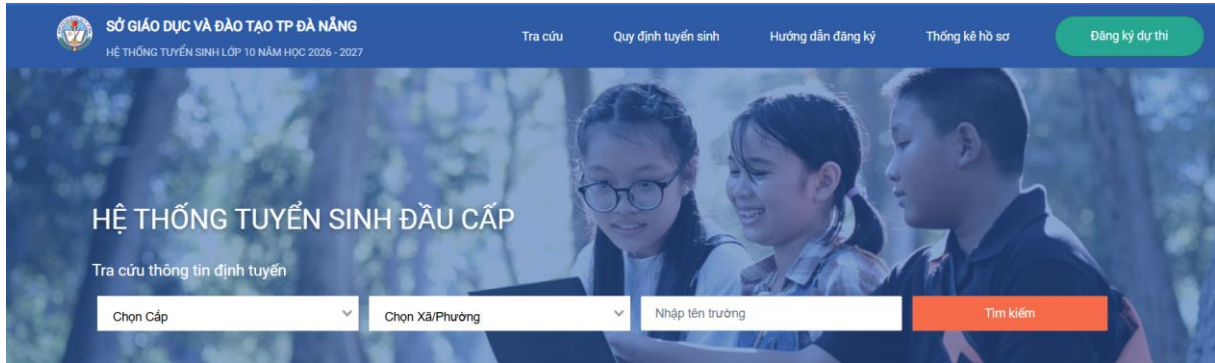 SỞ GIÁO DỤC VÀ ĐÀO TẠO TP ĐÀ NẴNG
HỆ THỐNG TUYỂN SINH LỚP 10 NĂM HỌC 2026 - 2027
Tra cứu
Quy định tuyển sinh
Hướng dẫn đăng ký
Thống kê hồ sơ
Đăng ký dự thi
HỆ THỐNG TUYỂN SINH ĐẦU CẤP
Tra cứu thông tin định tuyến
Chọn Cấp
Chọn Xã/Phường
Nhập tên trường
Tìm kiếm